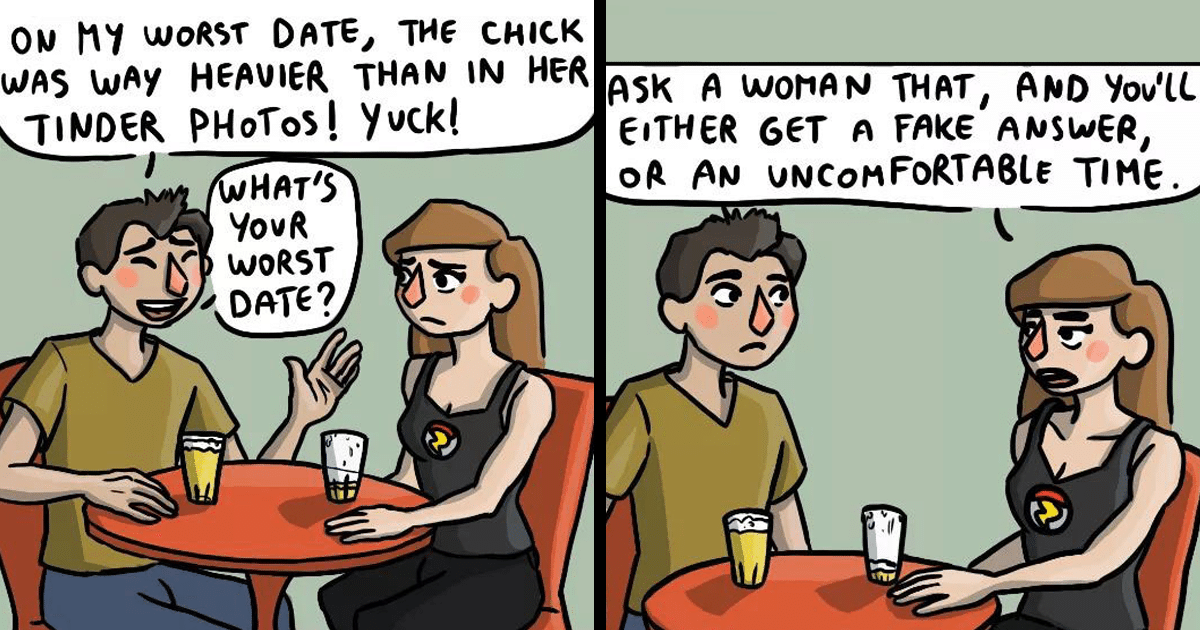 ON MY WORST DATE, THE CHICK
WAS WAY HEAVIER THAN IN HER
TINDER PHOTOS! YUCK!
WHAT'S
YOUR
WORST
DATE?
ASK A WOMAN THAT, AND YOU'LL
EITHER GET A FAKE ANSWER,
OR AN UNCOMFORTABLE TIME.